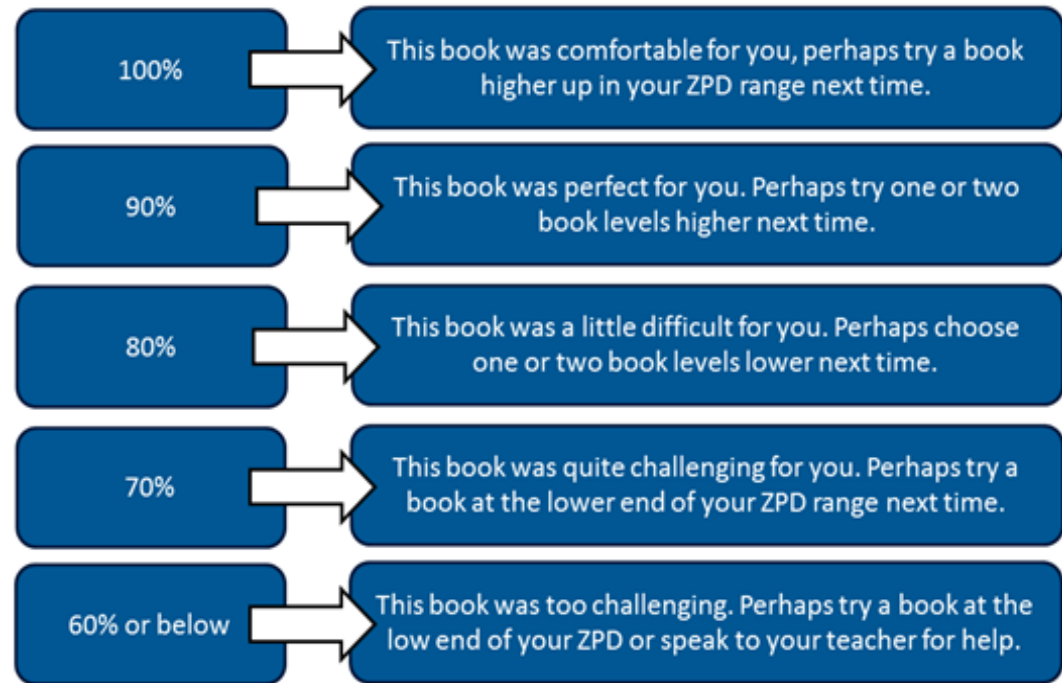 100%
This book was comfortable for you, perhaps try a book
higher up in your ZPD range next time.
90%
This book was perfect for you. Perhaps try one or two
book levels higher next time.
80%
This book was a little difficult for you. Perhaps choose
one or two book levels lower next time.
70%
This book was quite challenging for you. Perhaps try a
book at the lower end of your ZPD range next time.
60% or below
This book was too challenging. Perhaps try a book at the
low end of your ZPD or speak to your teacher for help.